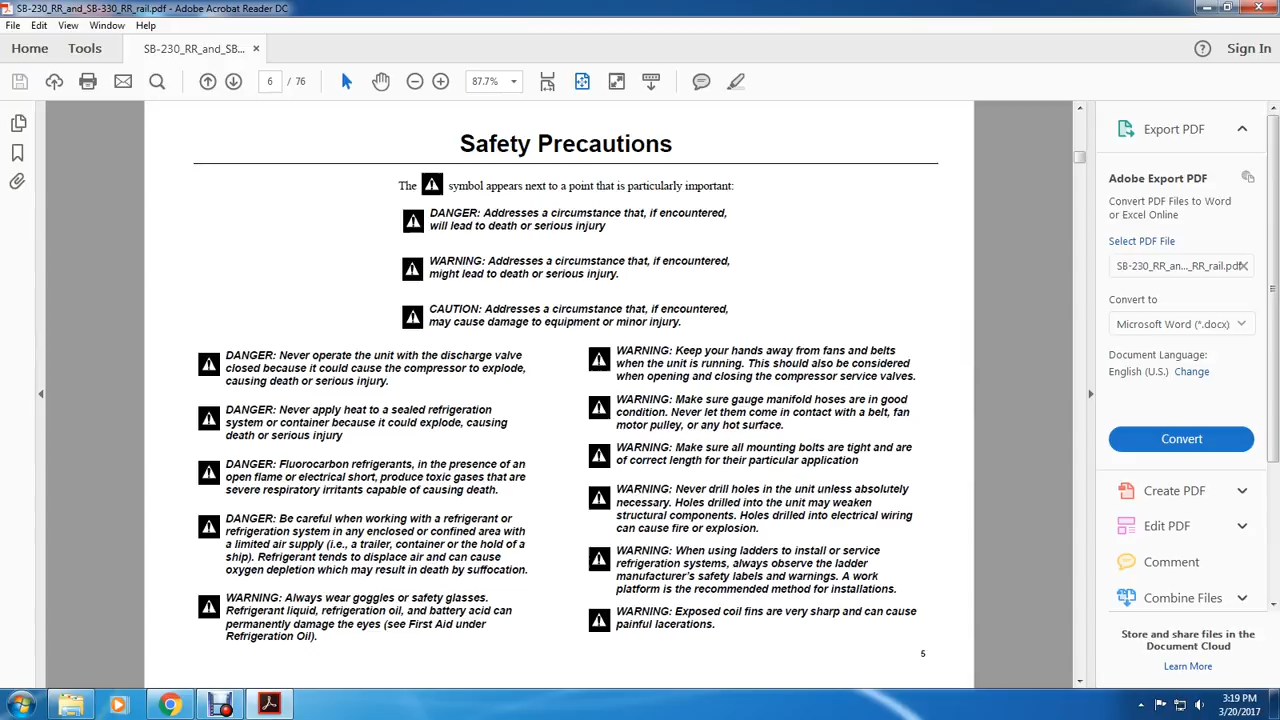 SB-230_RR_and_SB-330_RR_rail.pdf - Adobe Acrobat Reader DC
File Edit View Window Help
Home Tools SB-230_RR_and_SB... × Sign In
6 / 76 87.7%
Safety Precautions
The symbol appears next to a point that is particularly important:
DANGER: Addresses a circumstance that, if encountered,
will lead to death or serious injury
WARNING: Addresses a circumstance that, if encountered,
might lead to death or serious injury.
CAUTION: Addresses a circumstance that, if encountered,
may cause damage to equipment or minor injury.
DANGER: Never operate the unit with the discharge valve
closed because it could cause the compressor to explode,
causing death or serious injury.
DANGER: Never apply heat to a sealed refrigeration
system or container because it could explode, causing
death or serious injury
DANGER: Fluorocarbon refrigerants, in the presence of an
open flame or electrical short, produce toxic gases that are
severe respiratory irritants capable of causing death.
DANGER: Be careful when working with a refrigerant or
refrigeration system in any enclosed or confined area with
a limited air supply (i.e., a trailer, container or the hold of a
ship). Refrigerant tends to displace air and can cause
oxygen depletion which may result in death by suffocation.
WARNING: Always wear goggles or safety glasses.
Refrigerant liquid, refrigeration oil, and battery acid can
permanently damage the eyes (see First Aid under
Refrigeration Oil).
WARNING: Keep your hands away from fans and belts
when the unit is running. This should also be considered
when opening and closing the compressor service valves.
WARNING: Make sure gauge manifold hoses are in good
condition. Never let them come in contact with a belt, fan
motor pulley, or any hot surface.
WARNING: Make sure all mounting bolts are tight and are
of correct length for their particular application
WARNING: Never drill holes in the unit unless absolutely
necessary. Holes drilled into the unit may weaken
structural components. Holes drilled into electrical wiring
can cause fire or explosion.
WARNING: When using ladders to install or service
refrigeration systems, always observe the ladder
manufacturer's safety labels and warnings. A work
platform is the recommended method for installations.
WARNING: Exposed coil fins are very sharp and can cause
painful lacerations.
5
Export PDF
Adobe Export PDF
Convert PDF Files to Word
or Excel Online
Select PDF File
SB-230_RR_an..._RR_rail.pdf
Convert to
Microsoft Word (*.docx)
Document Language:
English (U.S.) Change
Convert
Create PDF
Edit PDF
Comment
Combine Files
Store and share files in the
Document Cloud
Learn More
3:19 PM
3/20/2017